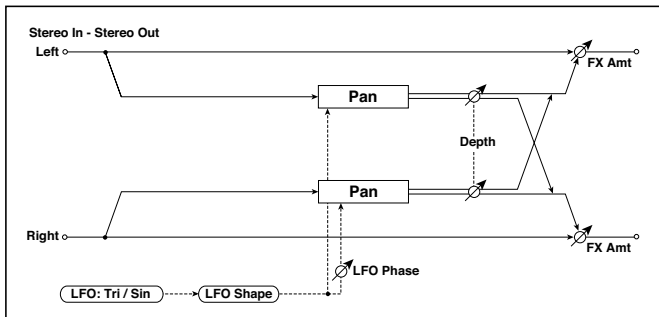 Stereo In - Stereo Out
Left
FX Amt
Pan
Depth
Pan
Right
FX Amt
LFO Phase
LFO: Tri / Sin
LFO Shape